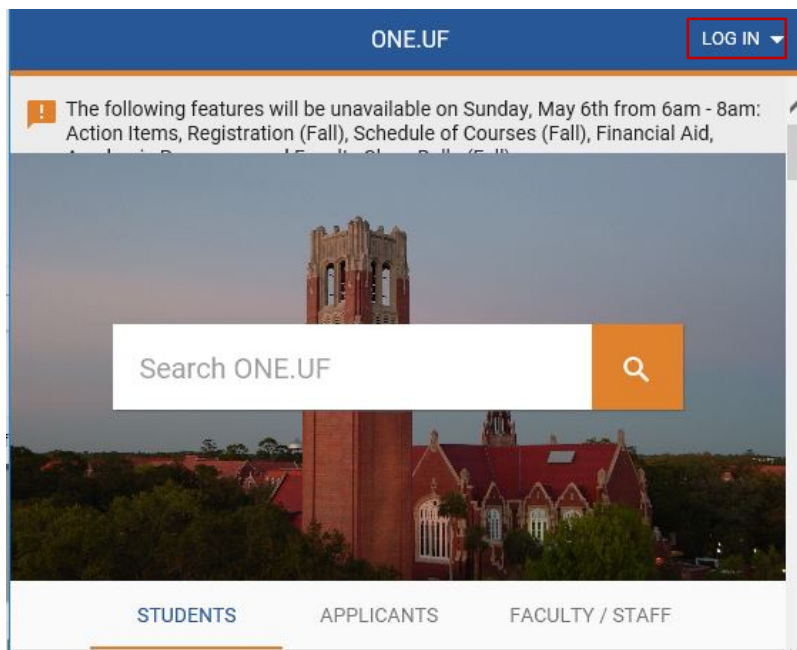 ONE.UF
LOG IN
The following features will be unavailable on Sunday, May 6th from 6am - 8am:
Action Items, Registration (Fall), Schedule of Courses (Fall), Financial Aid,
Search ONE.UF
STUDENTS
APPLICANTS
FACULTY / STAFF